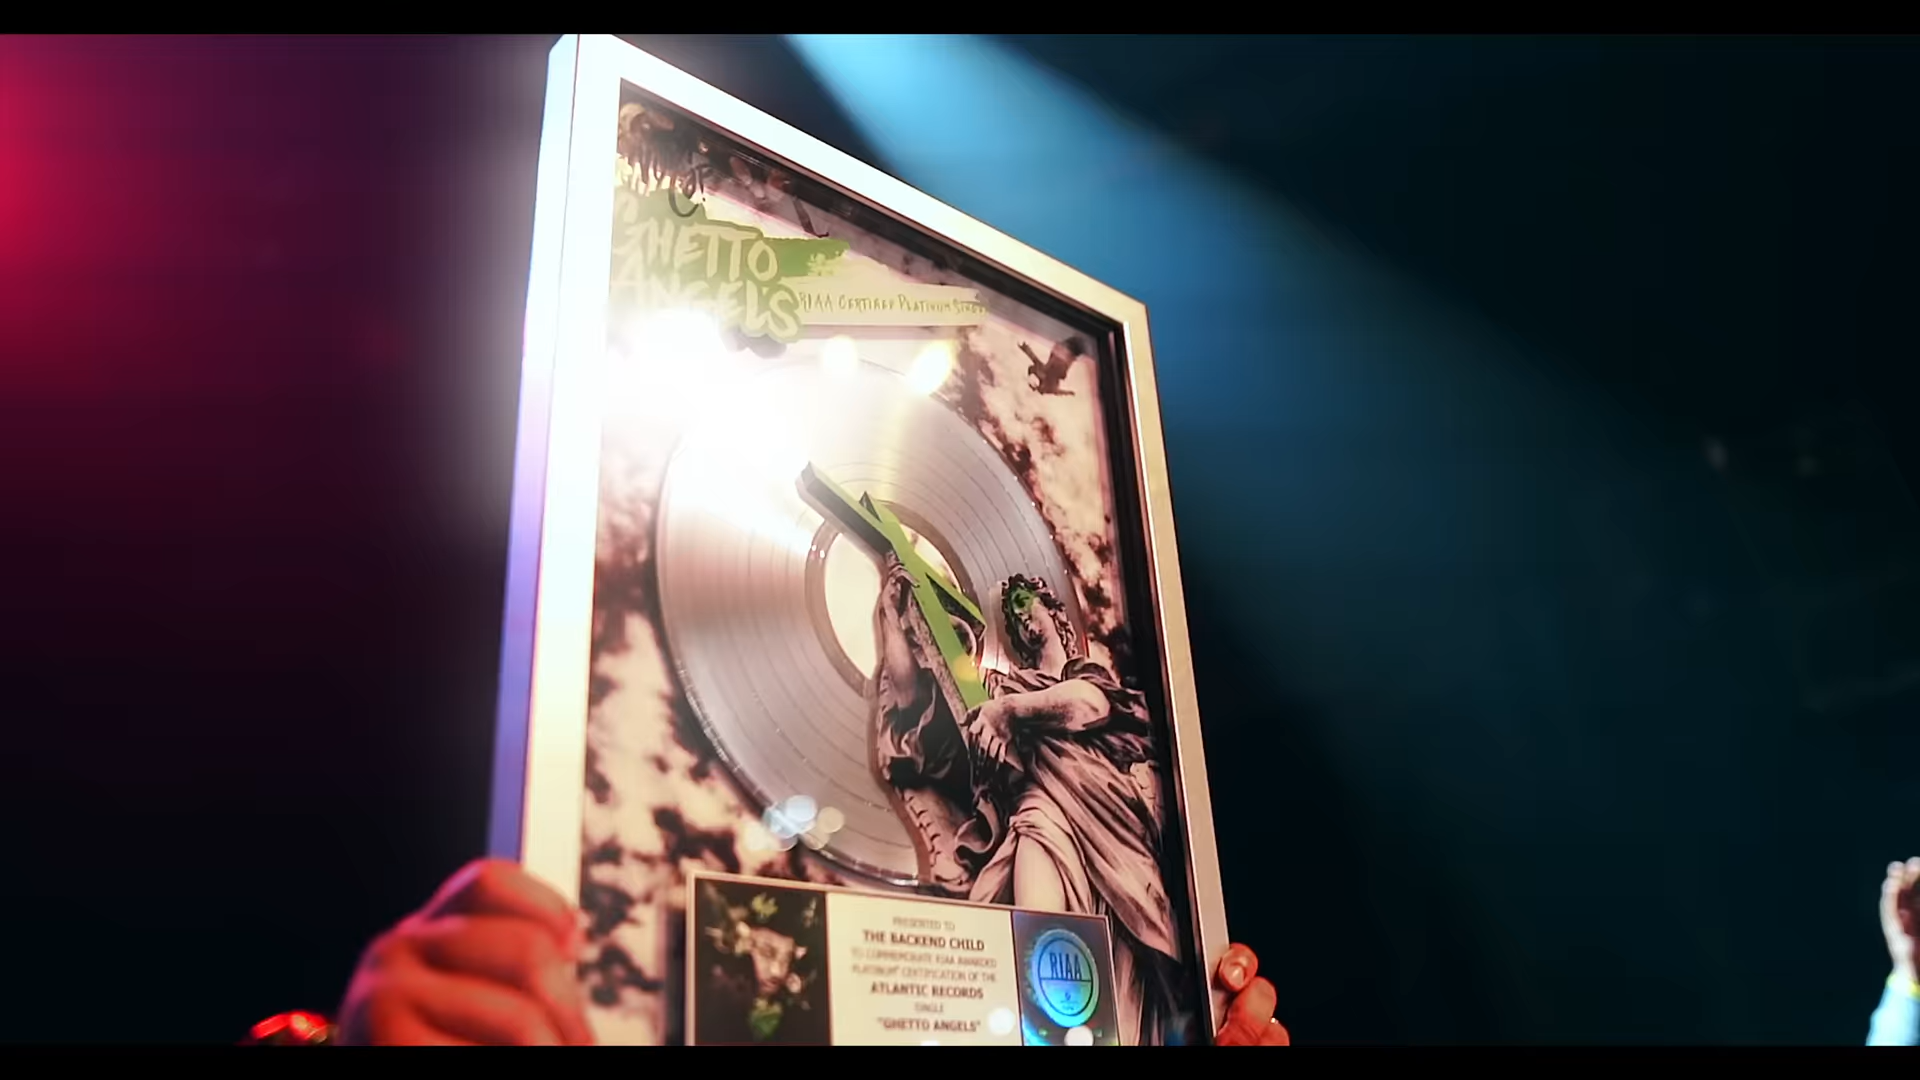 GHETTO
ANGELS
RIAA CERTIFIED PLATINUM SINGLE
PRESENTED TO
THE BACKEND CHILD
TO COMMEMORATE RIAA AWARDED
PLATINUM CERTIFICATION OF THE
ATLANTIC RECORDS
SINGLE
"GHETTO ANGELS"
RIAA